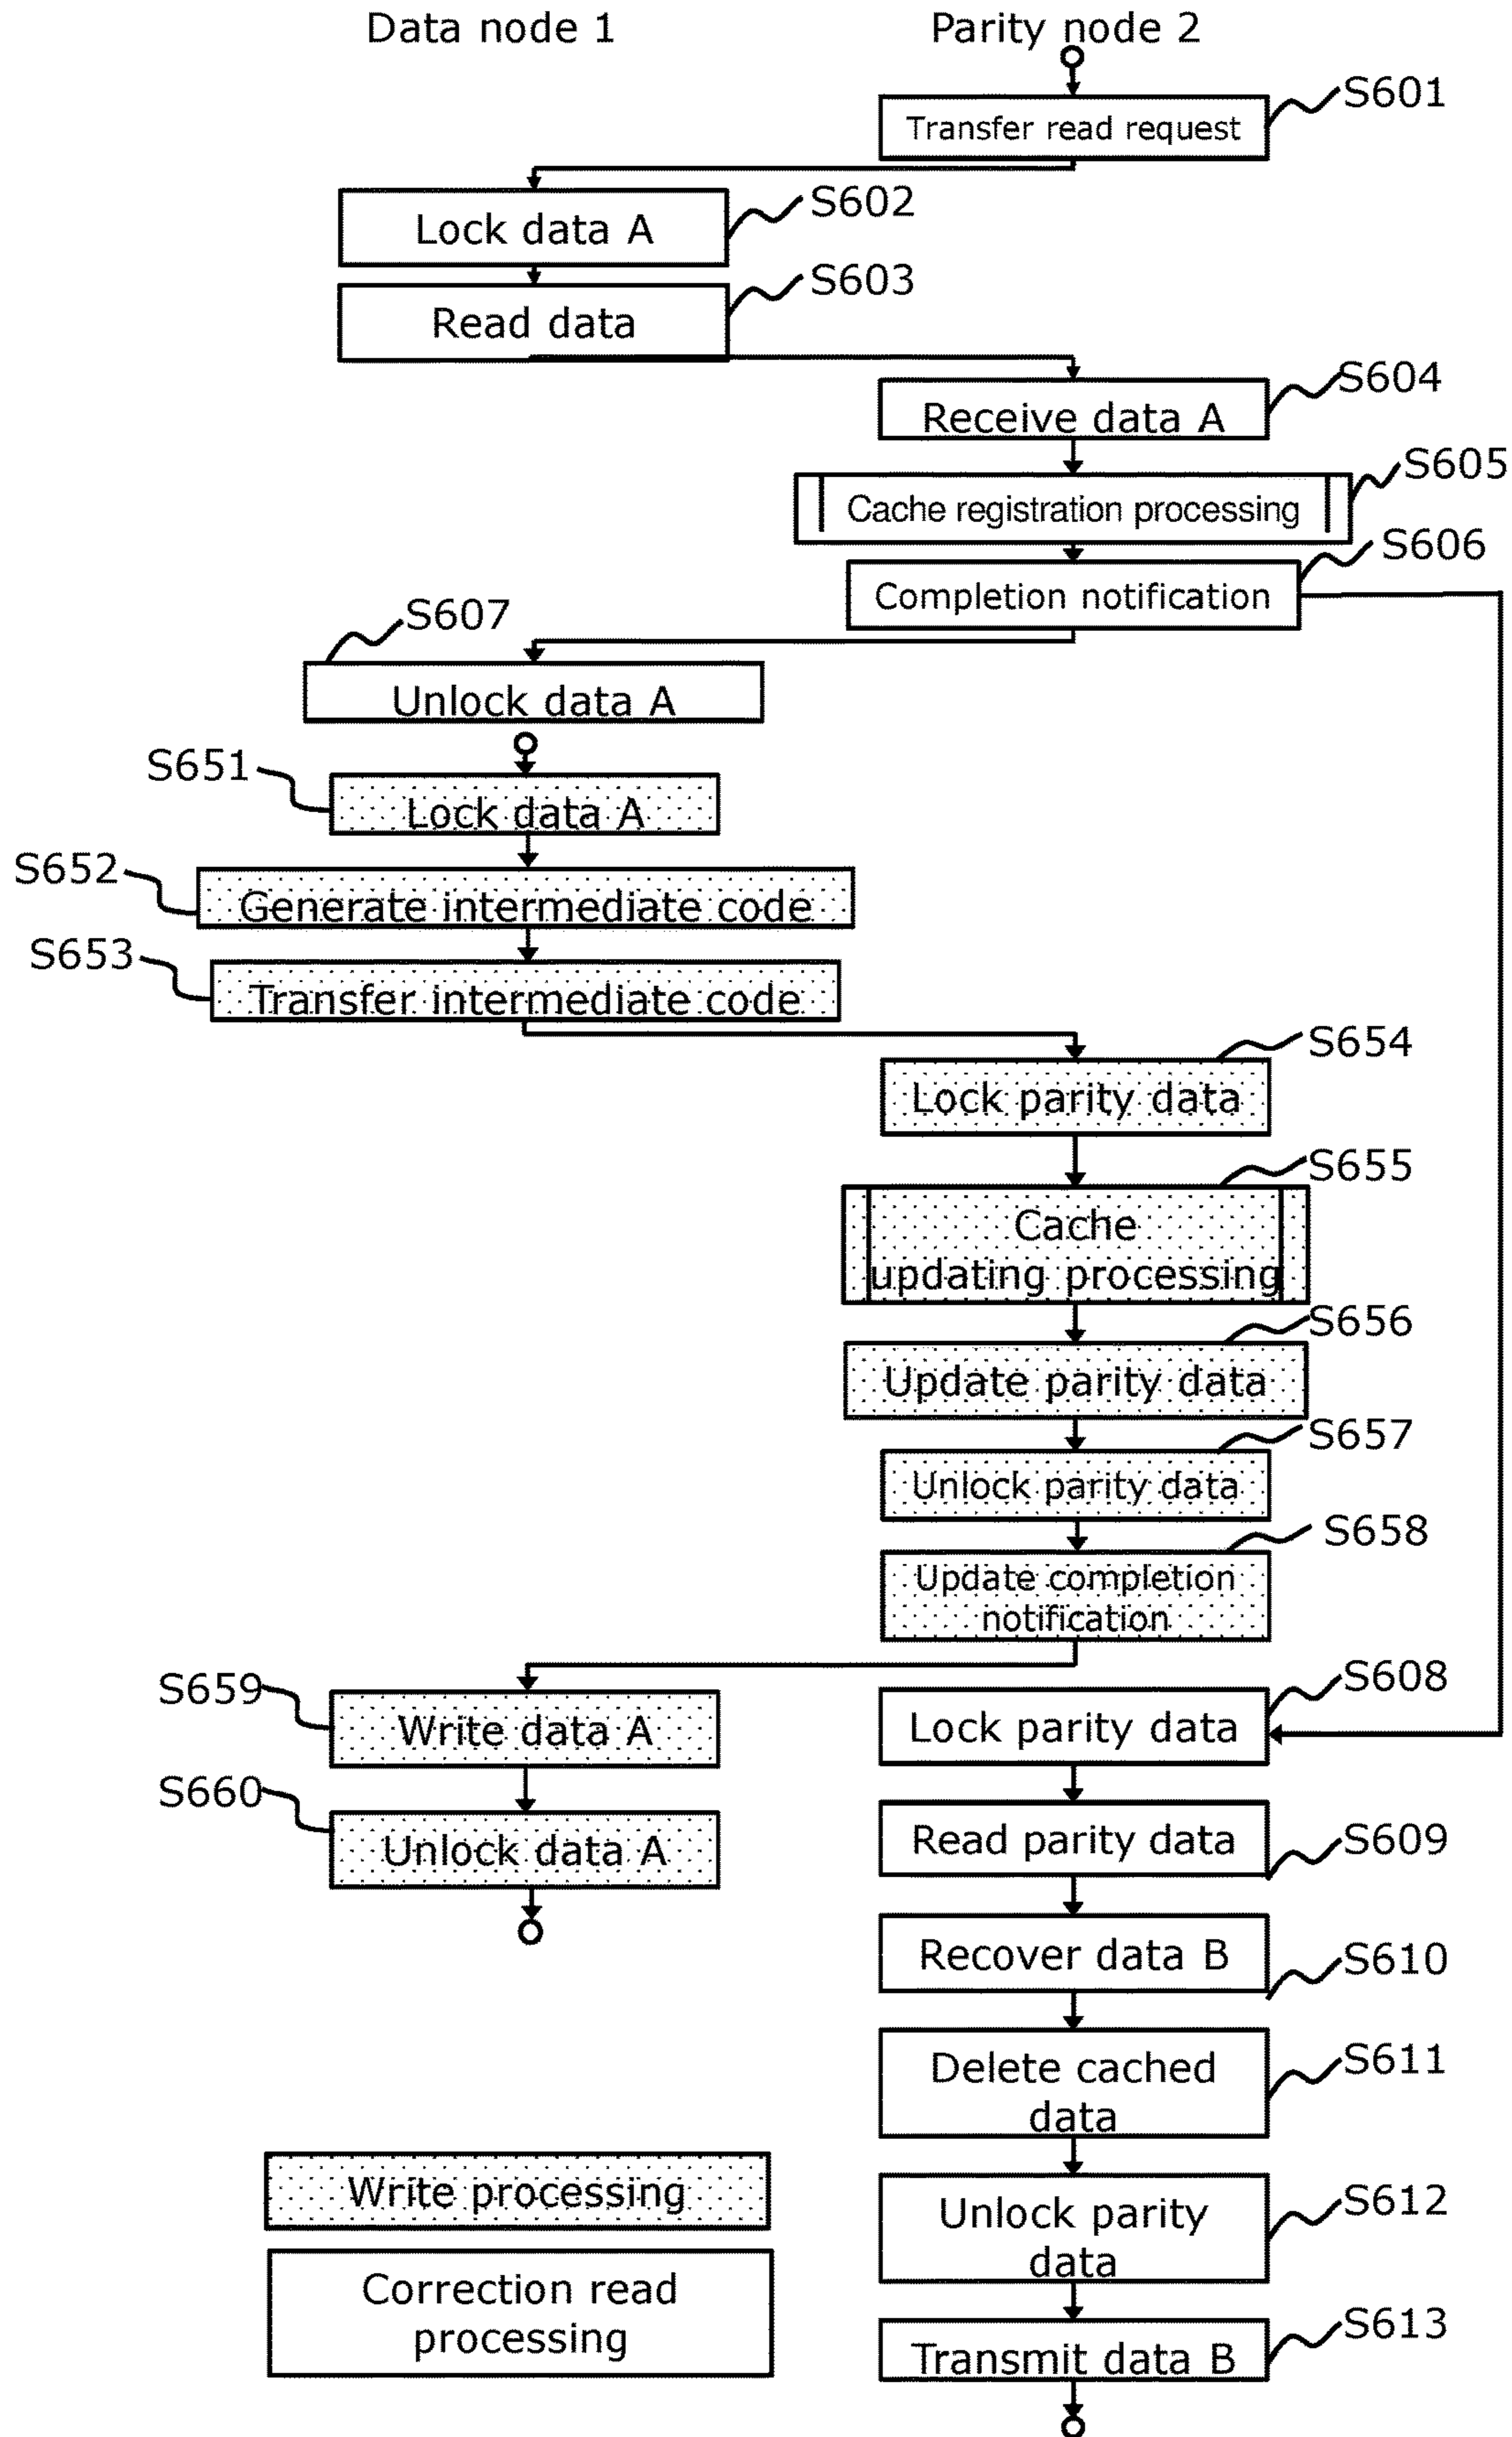 Data node 1
Parity node 2
S601
Transfer read request
S602
Lock data A
S603
Read data
S604
Receive data A
S605
Cache registration processing
S606
Completion notification
S607
Unlock data A
S651
Lock data A
S652
Generate intermediate code
S653
Transfer intermediate code
S654
Lock parity data
S655
Cache
updating processing
S656
Update parity data
S657
Unlock parity data
S658
Update completion
notification
S659
Write data A
S608
Lock parity data
S660
Unlock data A
Read parity data
S609
Recover data B
S610
Delete cached
data
S611
Write processing
Unlock parity
data
S612
Correction read
processing
S613
Transmit data B